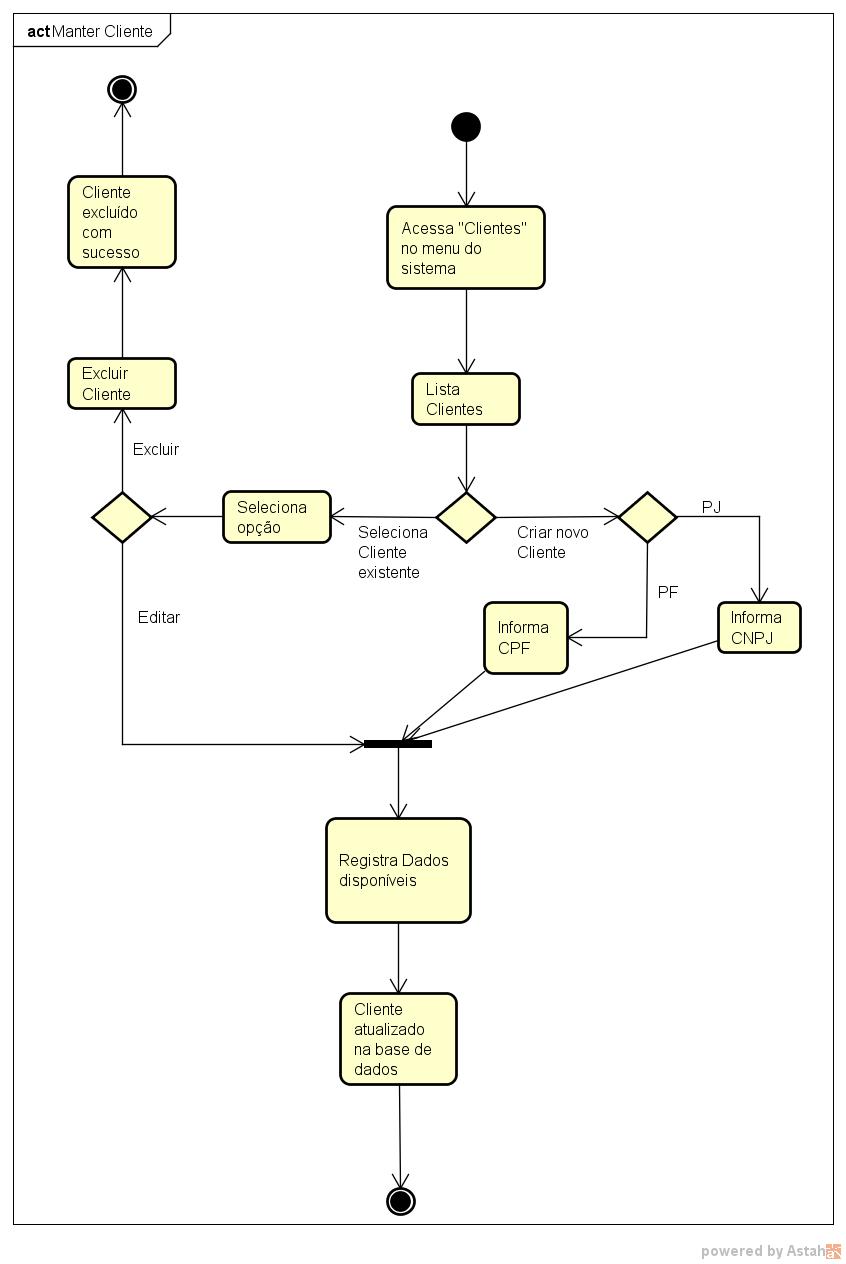 act Manter Cliente
Cliente
excluído
com
sucesso
Acessa "Clientes"
no menu do
sistema
Excluir
Cliente
Lista
Clientes
Excluir
Seleciona
opção
Seleciona
Cliente
existente
Criar novo
Cliente
PJ
PF
Editar
Informa
CPF
Informa
CNPJ
Registra Dados
disponíveis
Cliente
atualizado
na base de
dados
powered by Astah